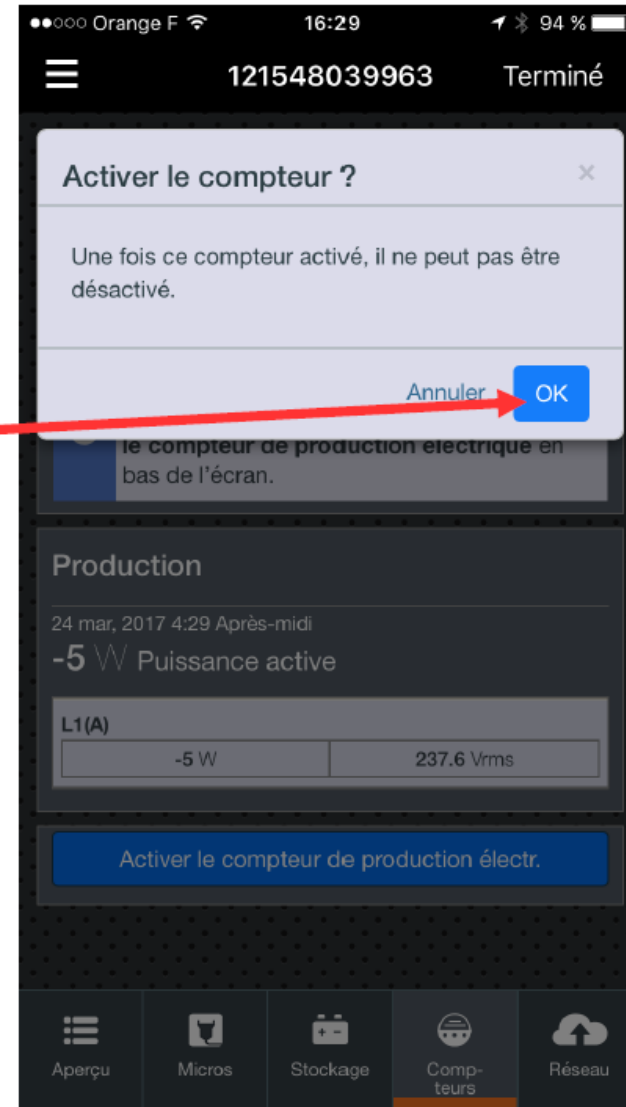 Orange F 16:29 94 %
121548039963 Terminé
Activer le compteur ? ×
Une fois ce compteur activé, il ne peut pas être
désactivé.
Annuler OK
le compteur de production électrique en
bas de l'écran.
Production
24 mar, 2017 4:29 Après-midi
-5 W Puissance active
L1(A)
-5 W 237.6 Vrms
Activer le compteur de production électr.
Aperçu Micros Stockage Comp-
teurs Réseau